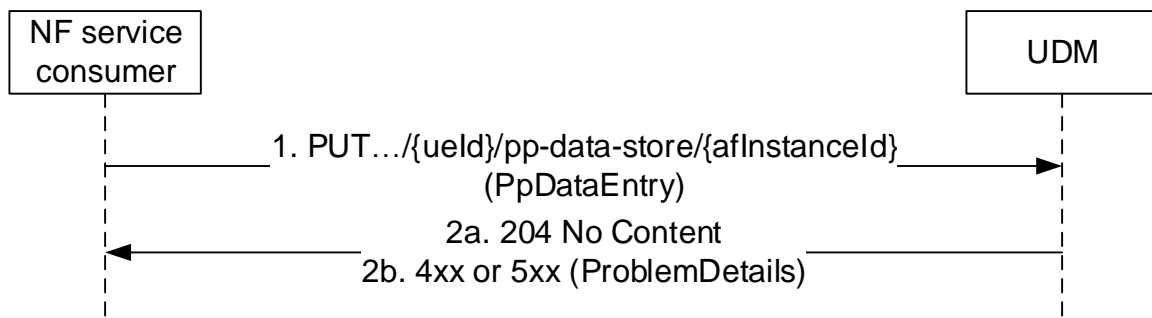 NF service
consumer
UDM
1. PUT…/{ueId}/pp-data-store/{afInstanceId}
(PpDataEntry)
2a. 204 No Content
2b. 4xx or 5xx (ProblemDetails)